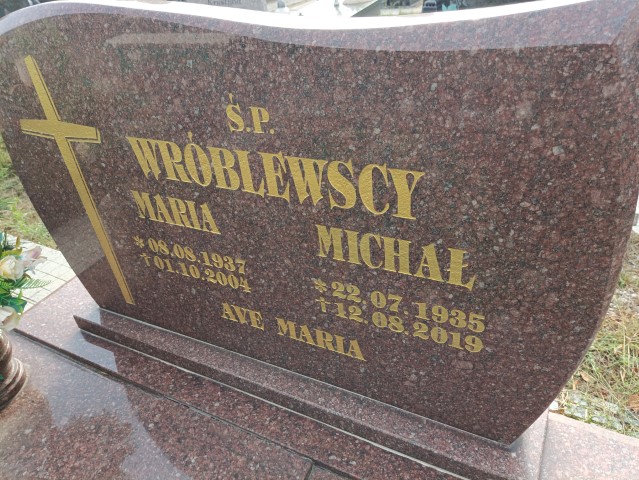 Ś.P.
WRÓBLEWSCY
MARIA
* 08.08.1937
† 01.10.2004
MICHAŁ
* 22.07.1935
† 12.08.2019
AVE MARIA